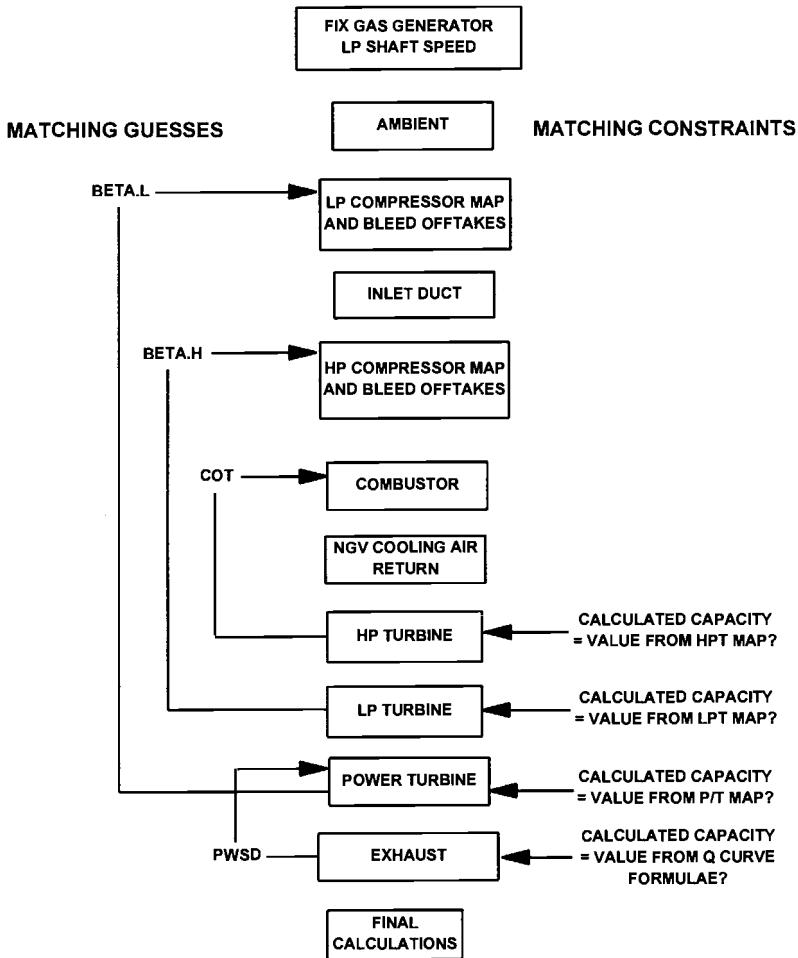 FIX GAS GENERATOR
LP SHAFT SPEED
MATCHING GUESSES
AMBIENT
MATCHING CONSTRAINTS
BETA.L
LP COMPRESSOR MAP
AND BLEED OFFTAKES
INLET DUCT
BETA.H
HP COMPRESSOR MAP
AND BLEED OFFTAKES
COT
COMBUSTOR
NGV COOLING AIR
RETURN
HP TURBINE
CALCULATED CAPACITY
= VALUE FROM HPT MAP?
LP TURBINE
CALCULATED CAPACITY
= VALUE FROM LPT MAP?
POWER TURBINE
CALCULATED CAPACITY
= VALUE FROM P/T MAP?
PWSD
EXHAUST
CALCULATED CAPACITY
= VALUE FROM Q CURVE
FORMULAE?
FINAL
CALCULATIONS